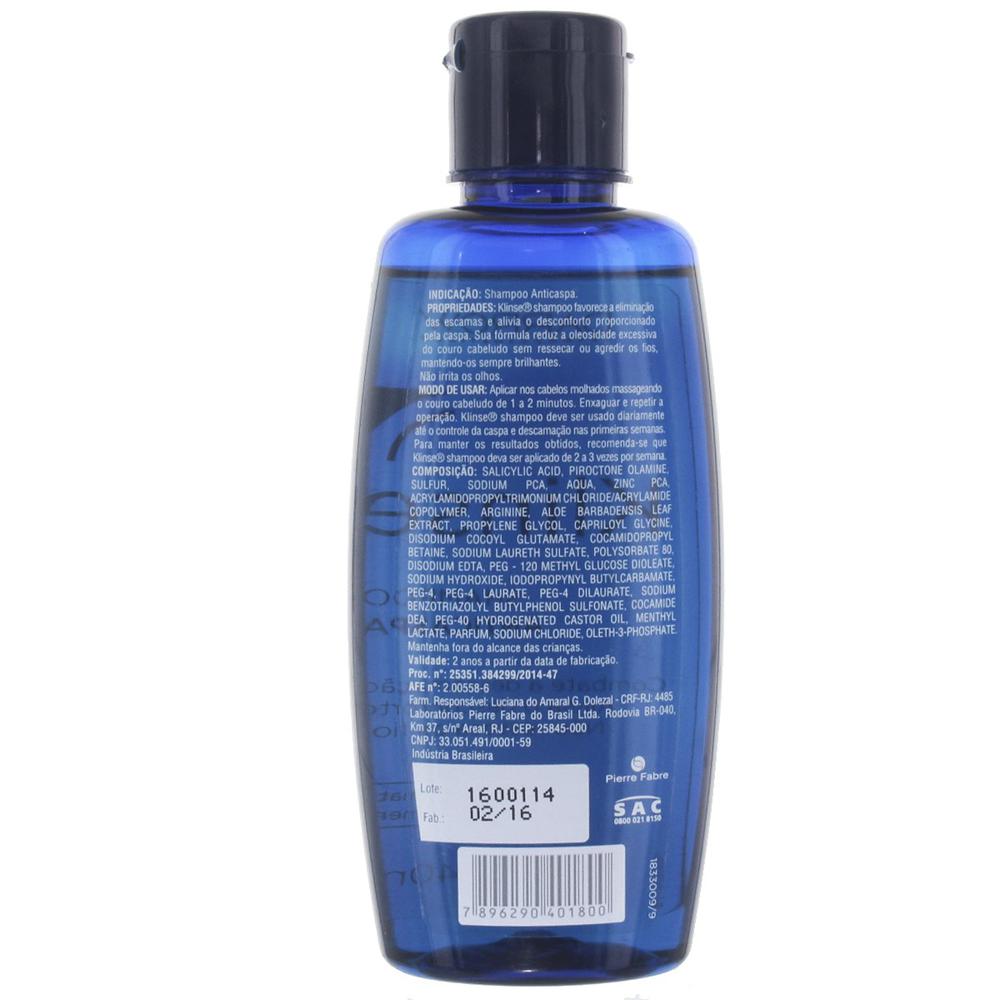 INDICAÇÃO: Shampoo Anticaspa.
PROPRIEDADES: Klinse® shampoo favorece a eliminação
das escamas e alivia o desconforto proporcionado
pela caspa. Sua fórmula reduz a oleosidade excessiva
do couro cabeludo sem ressecar ou agredir os fios,
mantendo-os sempre brilhantes.
Não irrita os olhos.
MODO DE USAR: Aplicar nos cabelos molhados massageando
o couro cabeludo de 1 a 2 minutos. Enxaguar e repetir a
operação. Klinse® shampoo deve ser usado diariamente
até o controle da caspa e descamação nas primeiras semanas.
Para manter os resultados obtidos, recomenda-se que
Klinse® shampoo deva ser aplicado de 2 a 3 vezes por semana.
COMPOSIÇÃO: SALICYLIC ACID, PIROCTONE OLAMINE,
SULFUR, SODIUM PCA, AQUA, ZINC PCA,
ACRYLAMIDOPROPYLTRIMONIUM CHLORIDE/ACRYLAMIDE
COPOLYMER, ARGININE, ALOE BARBADENSIS LEAF
EXTRACT, PROPYLENE GLYCOL, CAPRILOYL GLYCINE,
DISODIUM COCOYL GLUTAMATE, COCAMIDOPROPYL
BETAINE, SODIUM LAURETH SULFATE, POLYSORBATE 80,
DISODIUM EDTA, PEG - 120 METHYL GLUCOSE DIOLEATE,
SODIUM HYDROXIDE, IODOPROPYNYL BUTYLCARBAMATE,
PEG-4, PEG-4 LAURATE, PEG-4 DILAURATE, SODIUM
BENZOTRIAZOLYL BUTYLPHENOL SULFONATE, COCAMIDE
DEA, PEG-40 HYDROGENATED CASTOR OIL, MENTHYL
LACTATE, PARFUM, SODIUM CHLORIDE, OLETH-3-PHOSPHATE.
Mantenha fora do alcance das crianças.
Validade: 2 anos a partir da data de fabricação.
Proc. n°: 25351.384299/2014-47
AFE n°: 2.00558-6
Farm. Responsável: Luciana do Amaral G. Dolezal - CRF-RJ: 4485
Laboratórios Pierre Fabre do Brasil Ltda. Rodovia BR-040,
Km 37, s/n° Areal, RJ - CEP: 25845-000
CNPJ: 33.051.491/0001-59
Indústria Brasileira
Lote: 1600114
Fab.: 02/16
Pierre Fabre
SAC
0800 021 8150
7 896290 401800
1833009/9